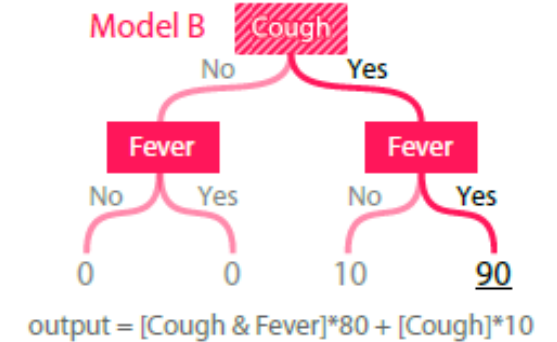 Model B Cough
No Yes
Fever Fever
No Yes No Yes
0 0 10 90
output = [Cough & Fever]*80 + [Cough]*10